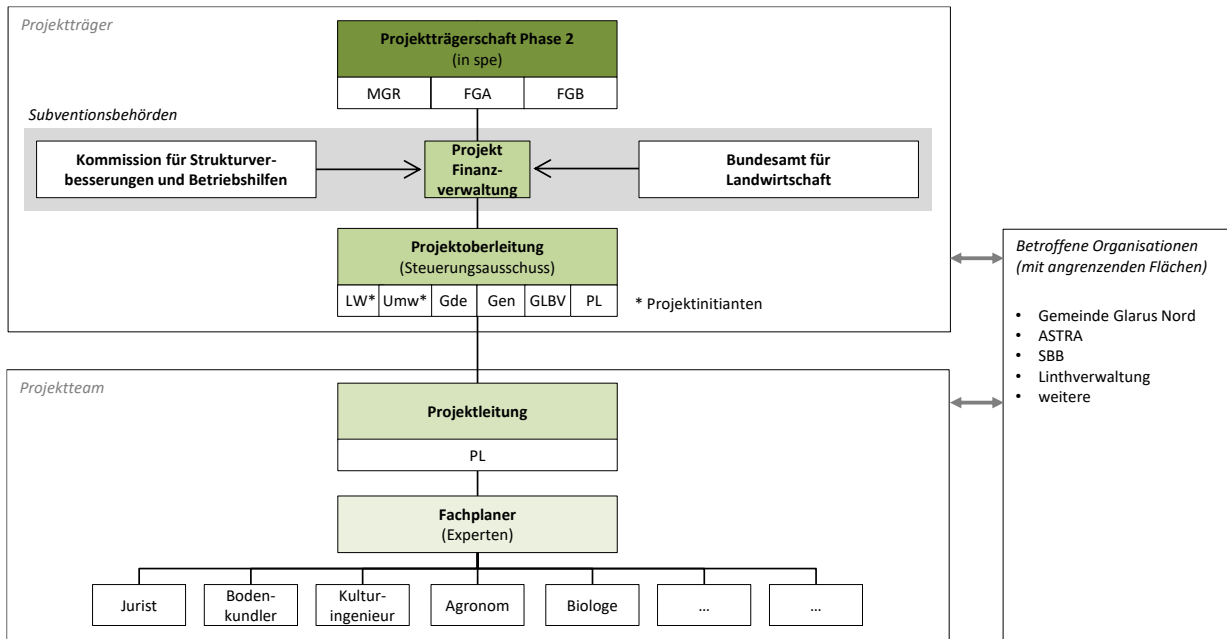 Projektträger
Projektträgerschaft Phase 2
(in spe)
MGR
FGA
FGB
Subventionsbehörden
Kommission für Strukturver-
besserungen und Betriebshilfen
Projekt
Finanz-
verwaltung
Bundesamt für
Landwirtschaft
Projektoberleitung
(Steuerungsausschuss)
LW*
Umw*
Gde
Gen
GLBV
PL
* Projektinitianten
Betroffene Organisationen
(mit angrenzenden Flächen)
• Gemeinde Glarus Nord
• ASTRA
• SBB
• Linthverwaltung
• weitere
Projektteam
Projektleitung
PL
Fachplaner
(Experten)
Jurist
Boden-
kundler
Kultur-
ingenieur
Agronom
Biologe
...
...